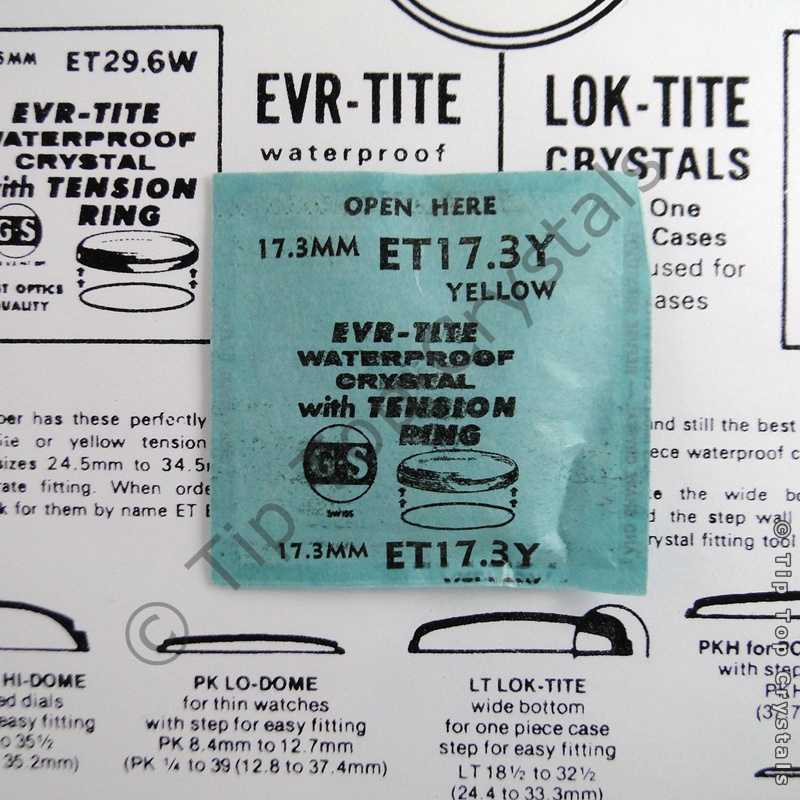 5MM ET29.6W
EVR-TITE
WATERPROOF
CRYSTAL
with TENSION
RING
G·S
OPTICS
QUALITY
EVR-TITE
waterproof
LOK-TITE
CRYSTALS
One
Cases
used for
OPEN HERE
17.3MM ET17.3Y
YELLOW
EVR-TITE
WATERPROOF
CRYSTAL
with TENSION
RING
G·S
SWISS
17.3MM ET17.3Y
YELLOW
has these perfectly
or yellow tension
sizes 24.5mm to 34.5
fitting. When
for them by name ET
and still the best
waterproof
the wide
the step wall
crystal fitting tool
HI-DOME
dials
easy fitting
35½
35.2mm)
PK LO-DOME
for thin watches
with step for easy fitting
PK 8.4mm to 12.7mm
(PK ¼ to 39 (12.8 to 37.4mm)
LT LOK-TITE
wide bottom
for one piece case
step for easy fitting
LT 18½ to 32½
(24.4 to 33.3mm)
PKH for
with step
© Tip Top Crystals
© Tip Top Crystals